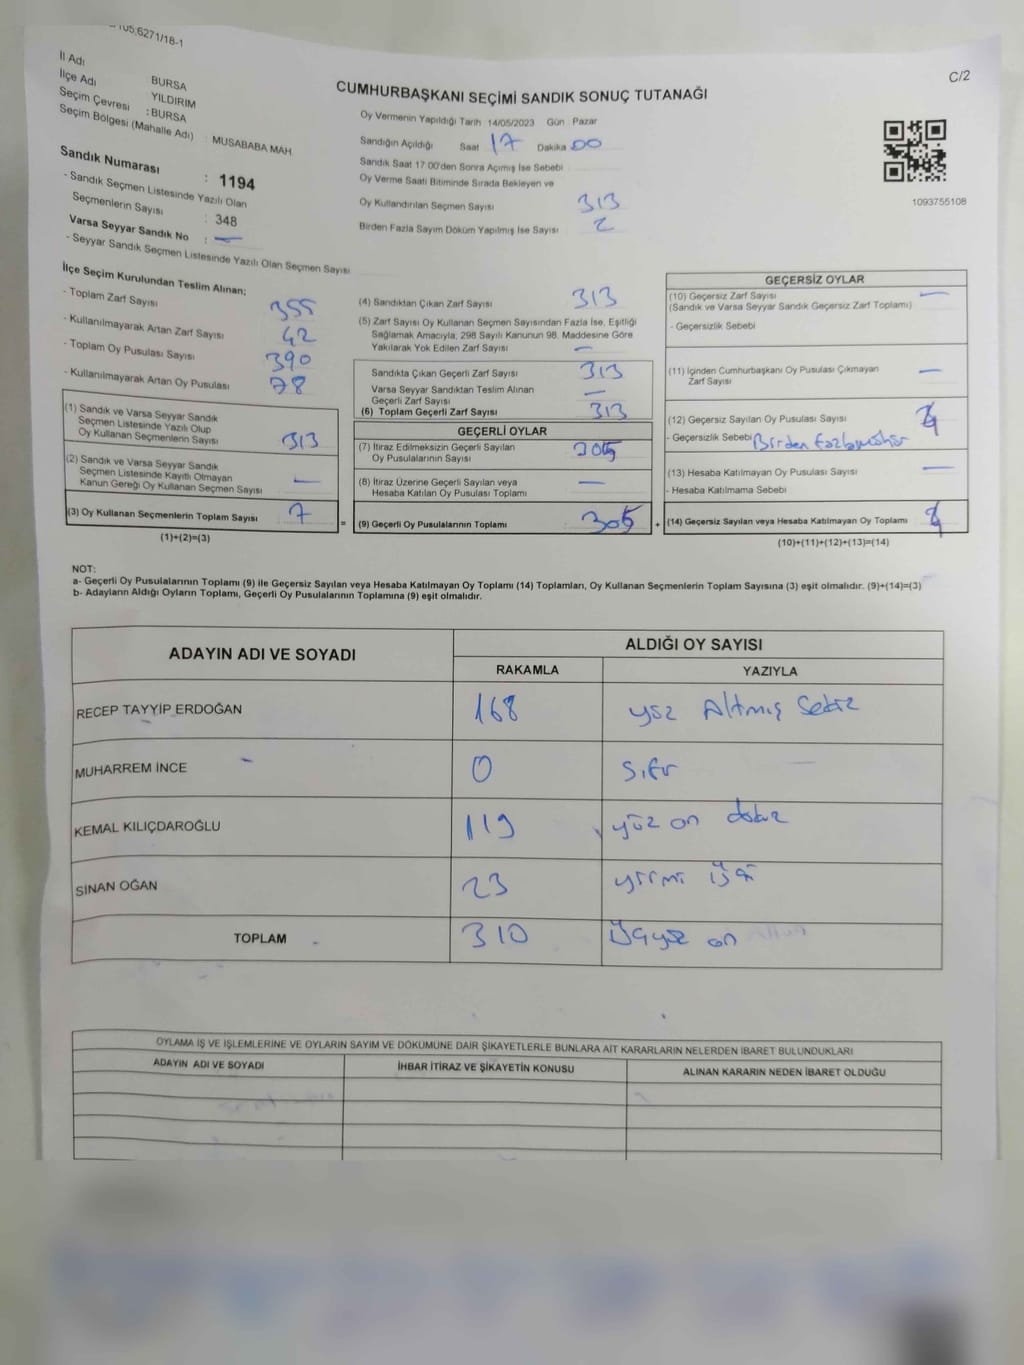 105.6271/18-1
C/2
İl Adı : BURSA
İlçe Adı : YILDIRIM
Seçim Çevresi : BURSA
Seçim Bölgesi (Mahalle Adı) : MUSABABA MAH
Sandık Numarası : 1194
- Sandık Seçmen Listesinde Yazılı Olan
Seçmenlerin Sayısı : 348
Varsa Seyyar Sandık No : —
- Seyyar Sandık Seçmen Listesinde Yazılı Olan Seçmen Sayısı
CUMHURBAŞKANI SEÇİMİ SANDIK SONUÇ TUTANAĞI
Oy Vermenin Yapıldığı Tarih 14/05/2023 Gün Pazar
Sandığın Açıldığı Saat 17 Dakika 00
Sandık Saat 17.00'den Sonra Açımış İse Sebebi
Oy Verme Saati Bitiminde Sırada Bekleyen ve
Oy Kullandırılan Seçmen Sayısı 313
Birden Fazla Sayım Döküm Yapılmış İse Sayısı 2
1093755108
İlçe Seçim Kurulundan Teslim Alınan;
- Toplam Zarf Sayısı 355
- Kullanılmayarak Artan Zarf Sayısı 42
- Toplam Oy Pusulası Sayısı 390
- Kullanılmayarak Artan Oy Pusulası 78
(1) Sandık ve Varsa Seyyar Sandık
Seçmen Listesinde Yazılı Olup
Oy Kullanan Seçmenlerin Sayısı 313
(2) Sandık ve Varsa Seyyar Sandık
Seçmen Listesinde Kayıtlı Olmayan
Kanun Gereği Oy Kullanan Seçmen Sayısı —
(3) Oy Kullanan Seçmenlerin Toplam Sayısı 7
(1)+(2)=(3)
(4) Sandıktan Çıkan Zarf Sayısı 313
(5) Zarf Sayısı Oy Kullanan Seçmen Sayısından Fazla İse, Eşitliği
Sağlamak Amacıyla, 298 Sayılı Kanunun 98. Maddesine Göre
Yakılarak Yok Edilen Zarf Sayısı —
Sandıkta Çıkan Geçerli Zarf Sayısı 313
Varsa Seyyar Sandıktan Teslim Alınan
Geçerli Zarf Sayısı —
(6) Toplam Geçerli Zarf Sayısı 313
GEÇERLİ OYLAR
(7) İtiraz Edilmeksizin Geçerli Sayılan
Oy Pusulalarının Sayısı
(8) İtiraz Üzerine Geçerli Sayılan veya
Hesaba Katılan Oy Pusulası Toplamı —
= (9) Geçerli Oy Pusulalarının Toplamı +
GEÇERSİZ OYLAR
(10) Geçersiz Zarf Sayısı —
(Sandık ve Varsa Seyyar Sandık Geçersiz Zarf Toplamı)
- Geçersizlik Sebebi
(11) İçinden Cumhurbaşkanı Oy Pusulası Çıkmayan
Zarf Sayısı —
(12) Geçersiz Sayılan Oy Pusulası Sayısı
- Geçersizlik Sebebi Birden fazla mühür
(13) Hesaba Katılmayan Oy Pusulası Sayısı —
- Hesaba Katılmama Sebebi
(14) Geçersiz Sayılan veya Hesaba Katılmayan Oy Toplamı
(10)+(11)+(12)+(13)=(14)
NOT:
a- Geçerli Oy Pusulalarının Toplamı (9) ile Geçersiz Sayılan veya Hesaba Katılmayan Oy Toplamı (14) Toplamları, Oy Kullanan Seçmenlerin Toplam Sayısına (3) eşit olmalıdır. (9)+(14)=(3)
b- Adayların Aldığı Oyların Toplamı, Geçerli Oy Pusulalarının Toplamına (9) eşit olmalıdır.
ADAYIN ADI VE SOYADI ALDIĞI OY SAYISI
RAKAMLA YAZIYLA
RECEP TAYYİP ERDOĞAN 168 yüz Altmış Sekiz
MUHARREM İNCE 0 Sıfır
KEMAL KILIÇDAROĞLU 119 yüz on dokuz
SİNAN OĞAN 23 yirmi üç
TOPLAM 310 Üçyüz on
OYLAMA İŞ VE İŞLEMLERİNE VE OYLARIN SAYIM VE DÖKÜMÜNE DAİR ŞİKAYETLERLE BUNLARA AİT KARARLARIN NELERDEN İBARET BULUNDUKLARI
ADAYIN ADI VE SOYADI İHBAR İTİRAZ VE ŞİKAYETİN KONUSU ALINAN KARARIN NEDEN İBARET OLDUĞU